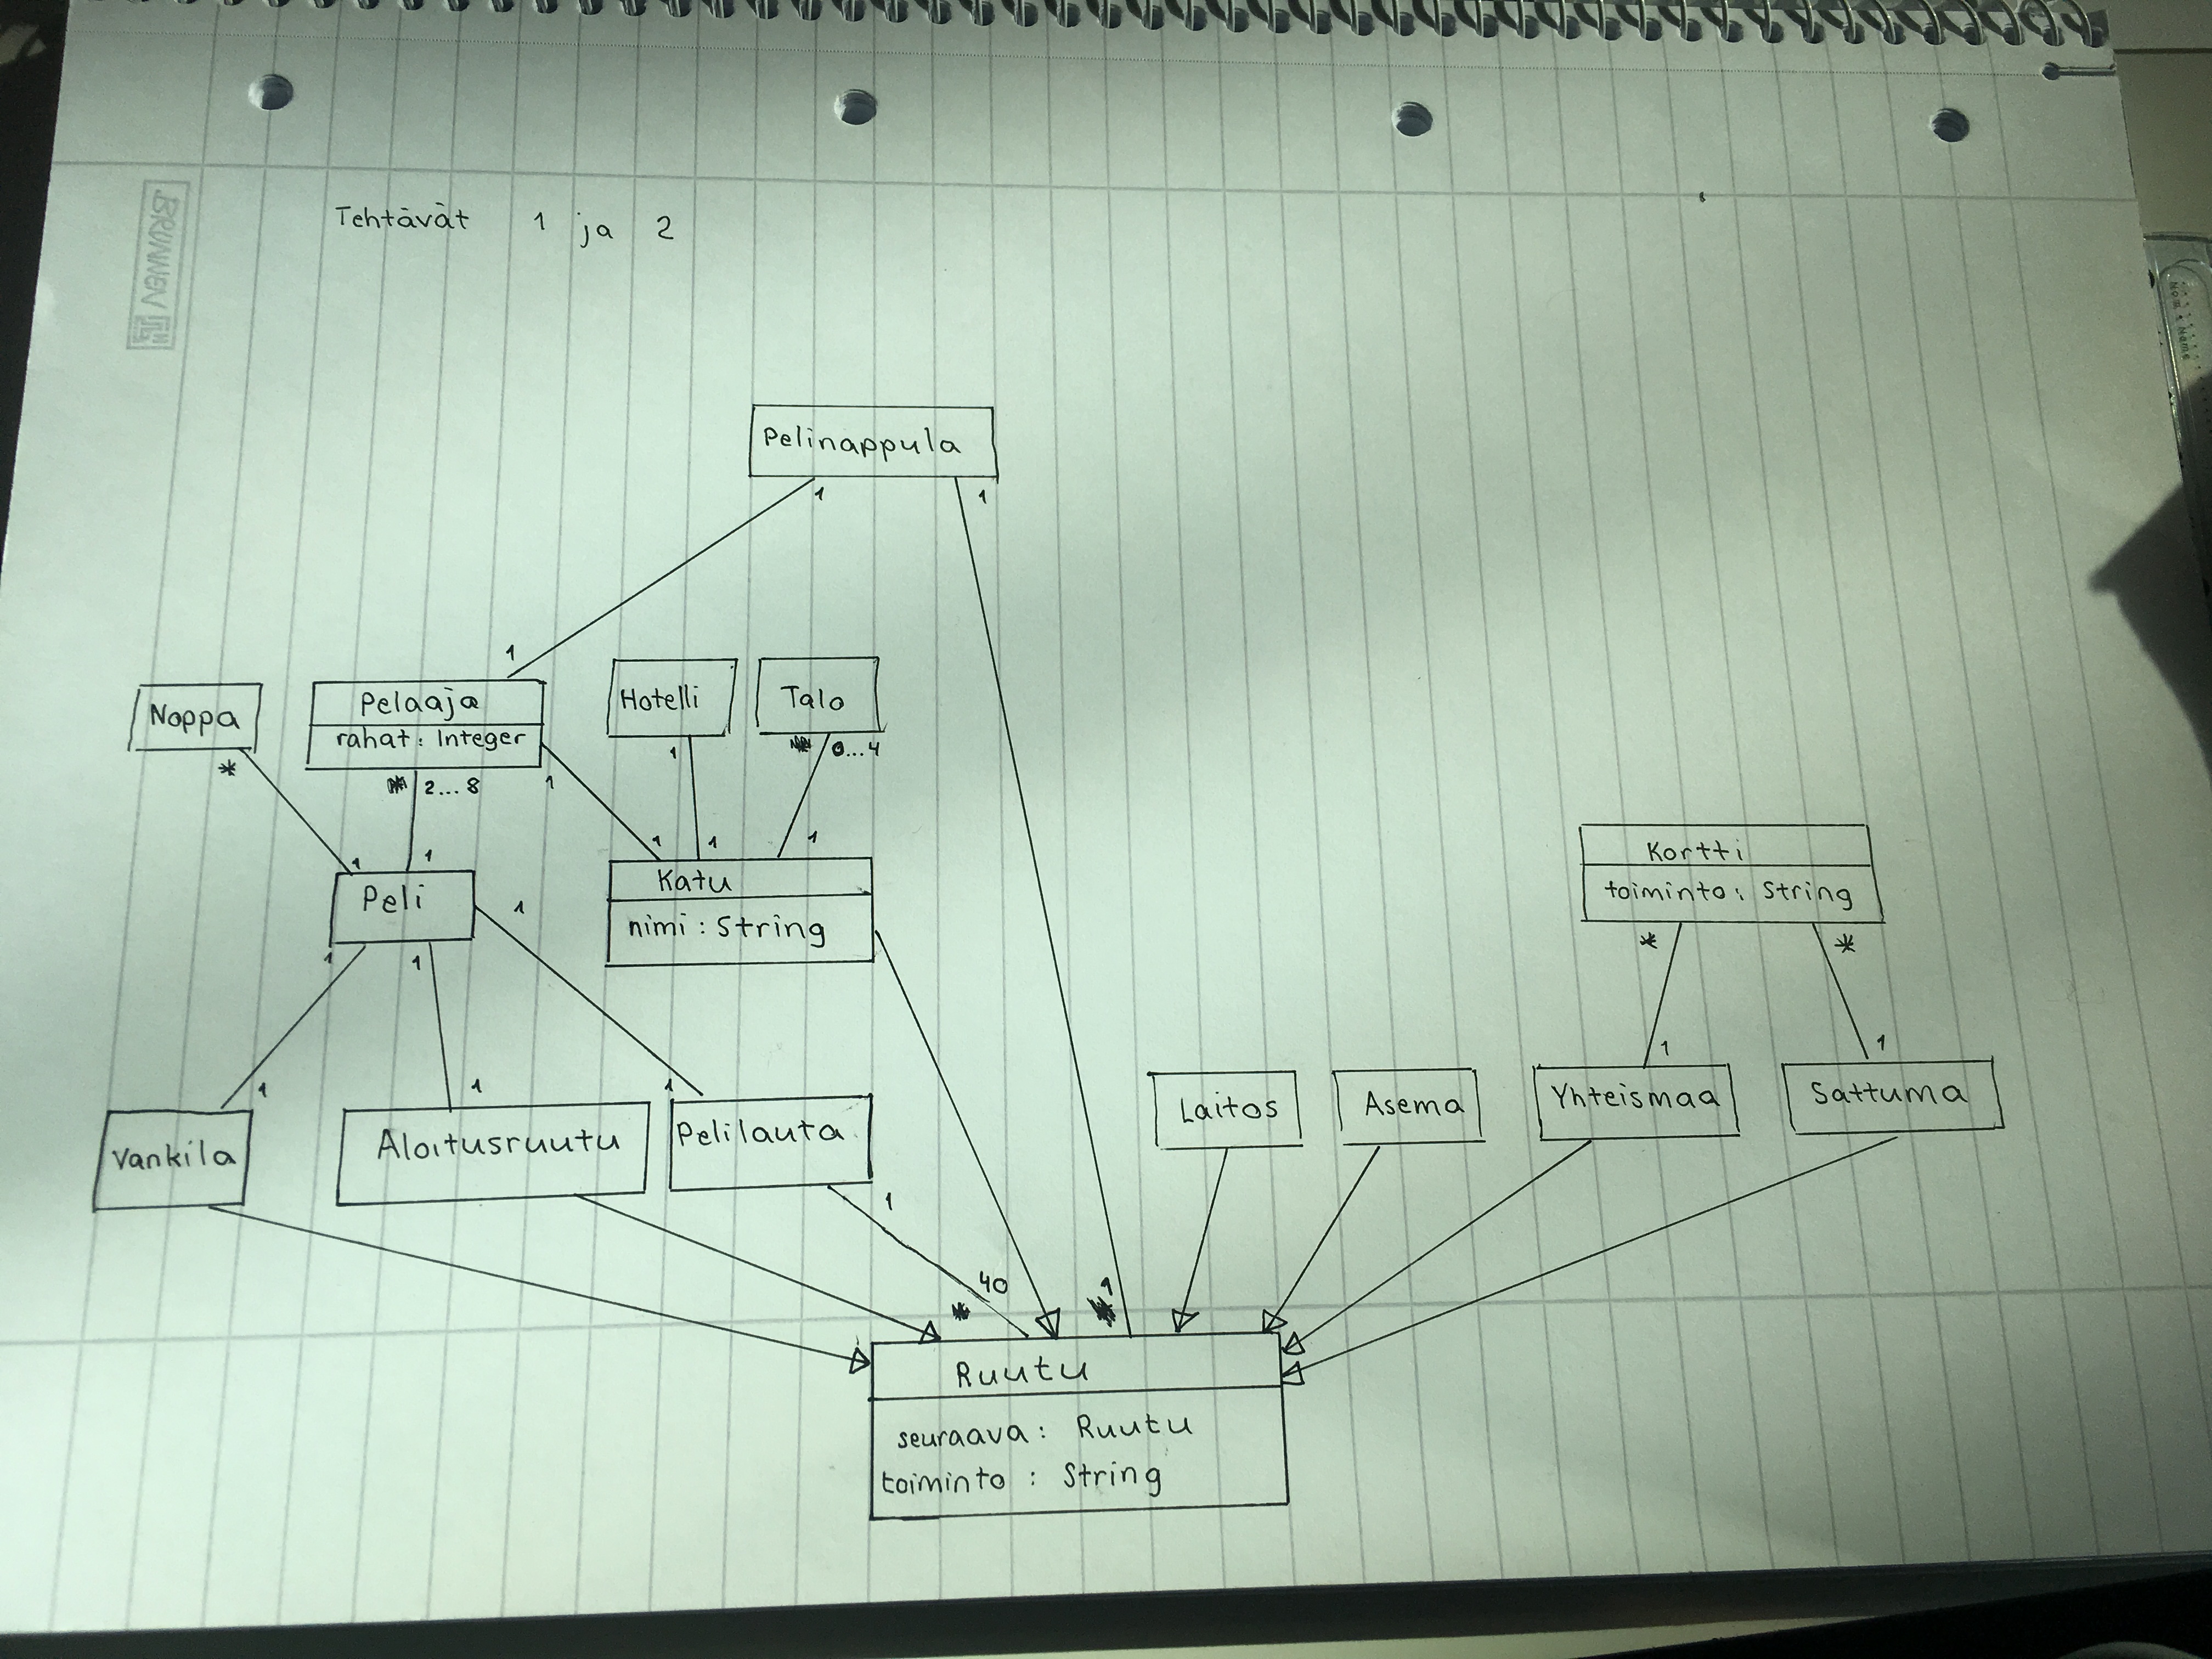 BRUNNEN
Tehtävät 1 ja 2
Pelinappula
1 1
1
Noppa
Pelaaja
rahat: Integer
Hotelli
Talo
* 2...8 1 1 0...4
1 1 1 1 1
Peli
Katu
nimi: String
1
1 1
Kortti
toiminto: String
* *
1 1
1 1 1
Vankila
Aloitusruutu
Pelilauta
Laitos
Asema
Yhteismaa
Sattuma
1
40 1
Ruutu
seuraava: Ruutu
toiminto: String